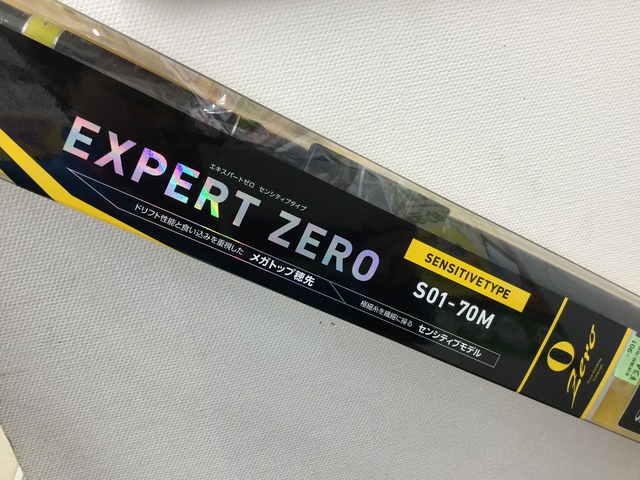 エキスパートゼロ センシティブタイプ
EXPERT ZERO
ドリフト性能と食い込みを重視した メガトップ穂先
極細糸を繊細に操る センシティブモデル
SENSITIVETYPE
S01-70M
0
zero